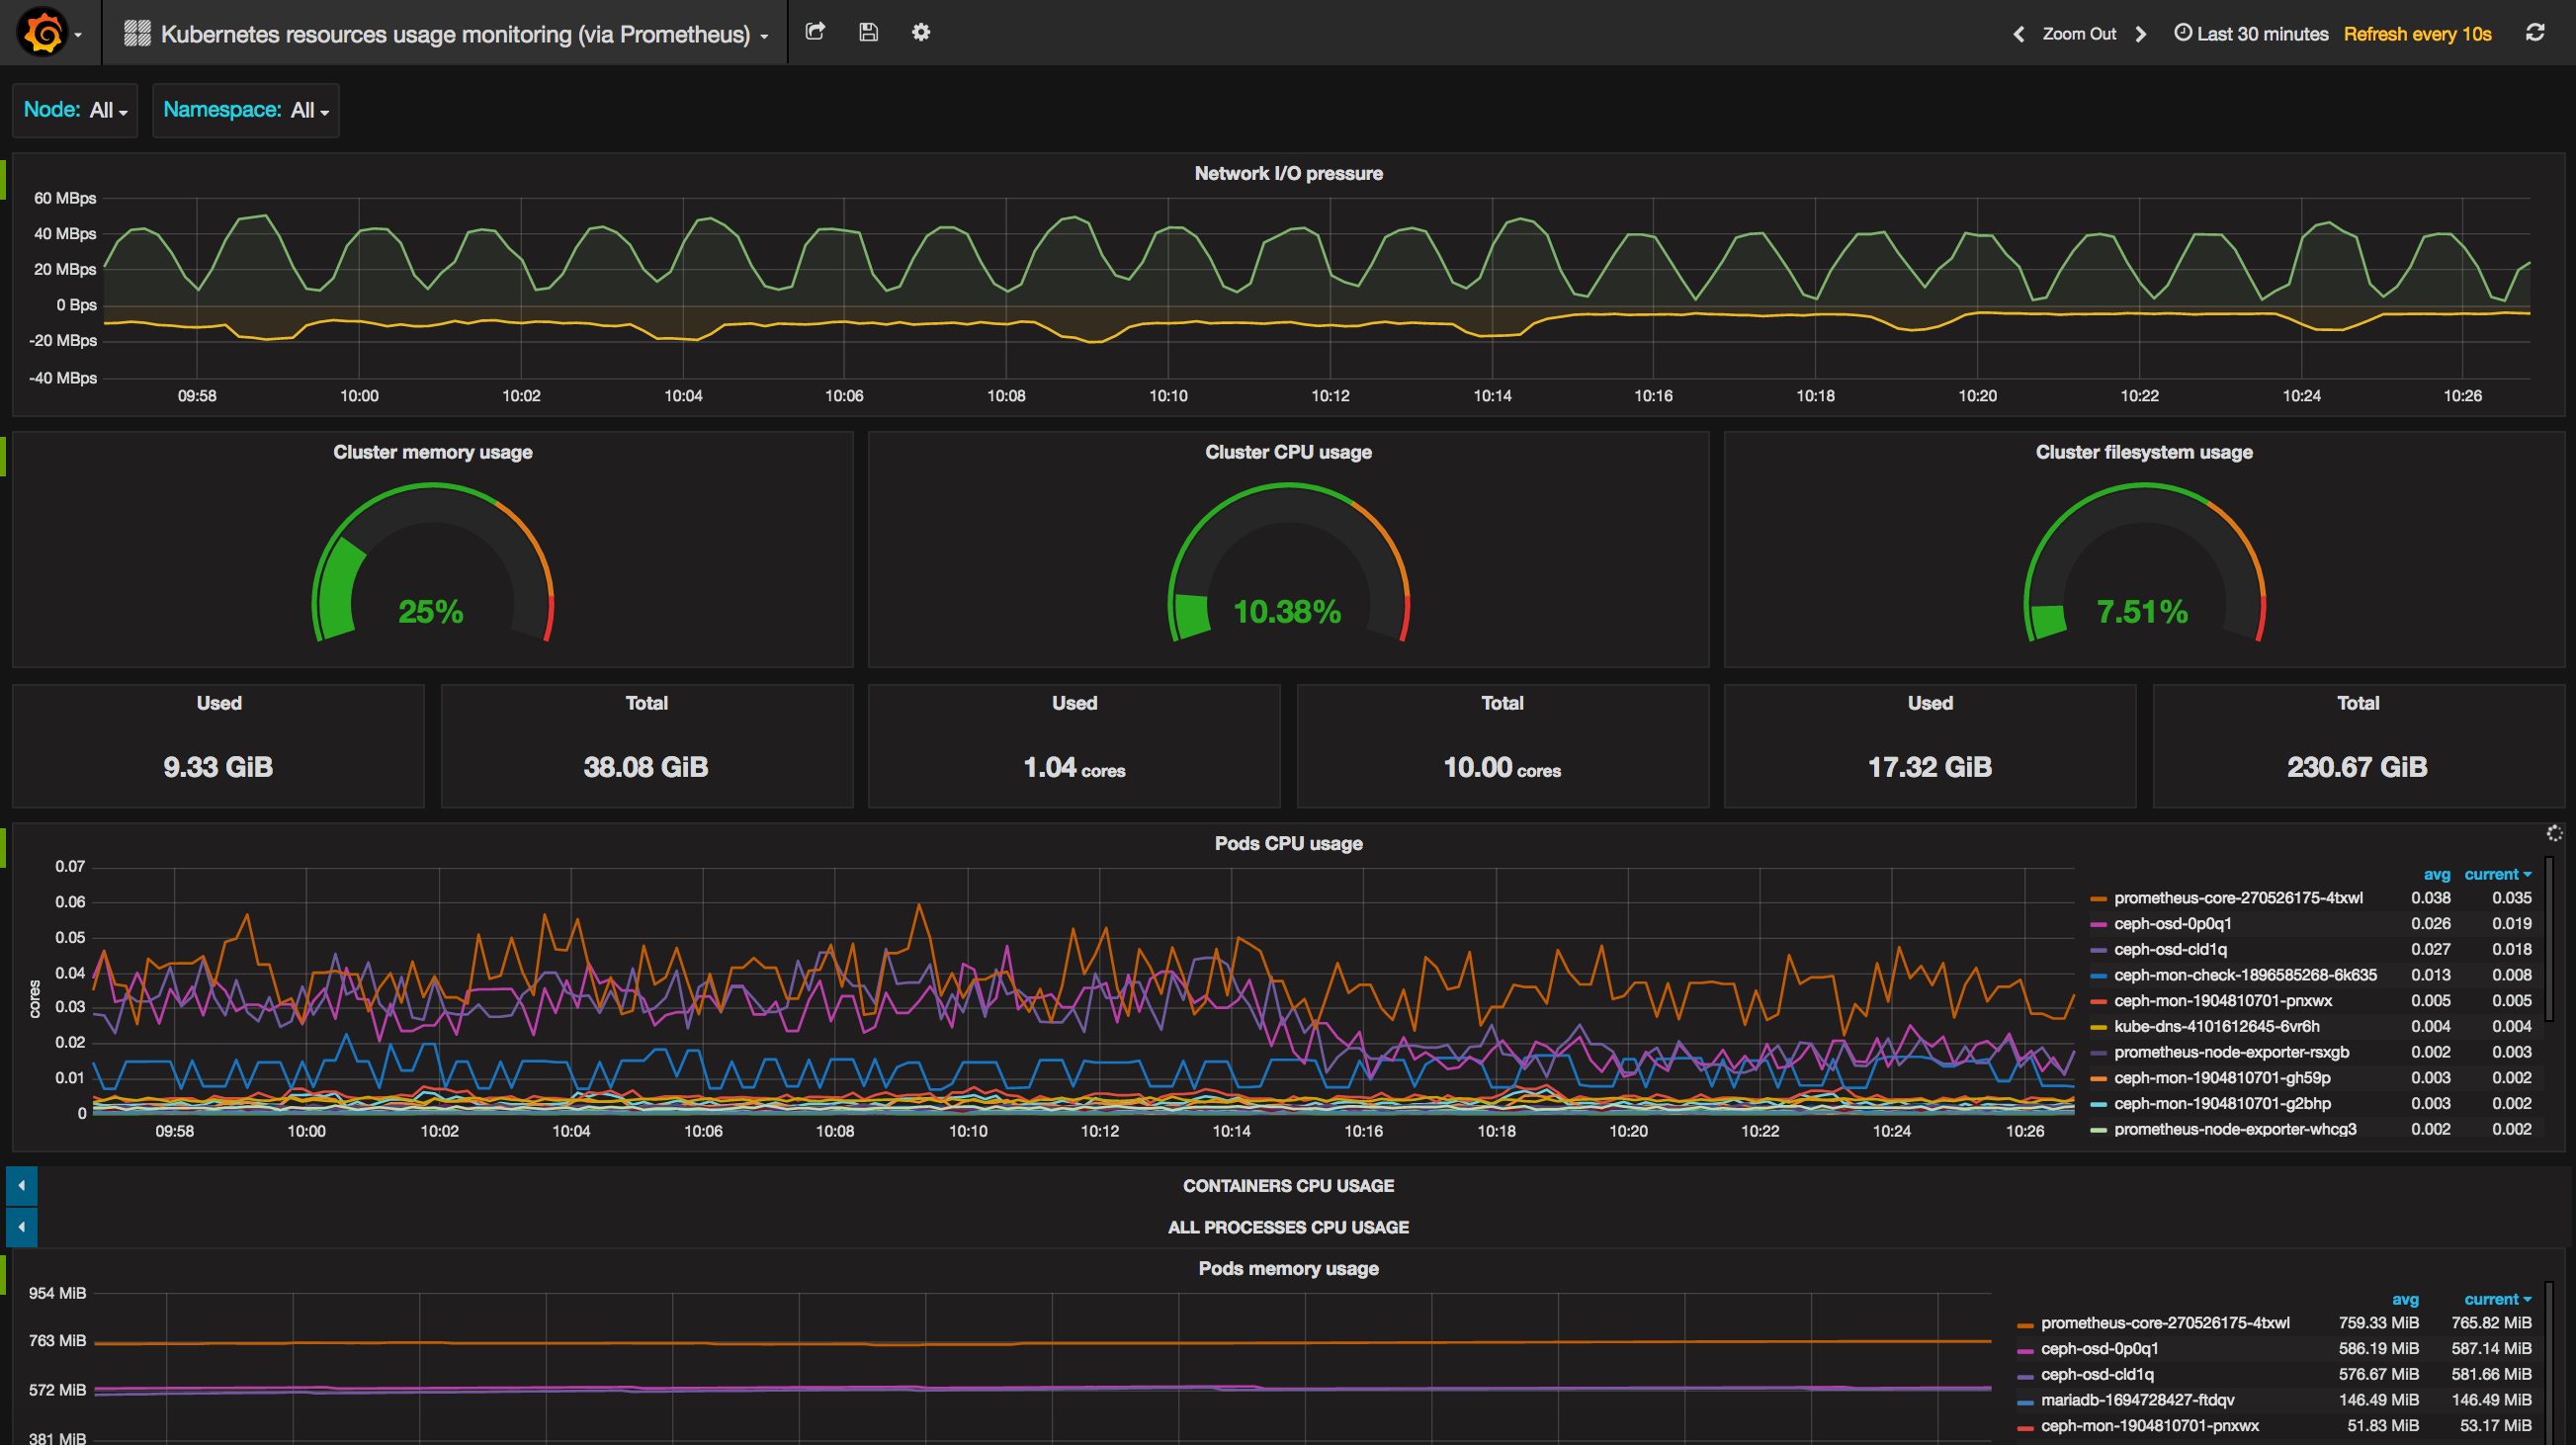 Kubernetes resources usage monitoring (via Prometheus)
Zoom Out
Last 30 minutes Refresh every 10s
Node: All
Namespace: All
Network I/O pressure
60 MBps
40 MBps
20 MBps
0 Bps
-20 MBps
-40 MBps
09:58 10:00 10:02 10:04 10:06 10:08 10:10 10:12 10:14 10:16 10:18 10:20 10:22 10:24 10:26
Cluster memory usage
25%
Cluster CPU usage
10.38%
Cluster filesystem usage
7.51%
Used
9.33 GiB
Total
38.08 GiB
Used
1.04 cores
Total
10.00 cores
Used
17.32 GiB
Total
230.67 GiB
Pods CPU usage
cores
0.07
0.06
0.05
0.04
0.03
0.02
0.01
0
09:58 10:00 10:02 10:04 10:06 10:08 10:10 10:12 10:14 10:16 10:18 10:20 10:22 10:24 10:26
avg current
prometheus-core-270526175-4txwl 0.038 0.035
ceph-osd-0p0q1 0.026 0.019
ceph-osd-cld1q 0.027 0.018
ceph-mon-check-1896585268-6k635 0.013 0.008
ceph-mon-1904810701-pnxwx 0.005 0.005
kube-dns-4101612645-6vr6h 0.004 0.004
prometheus-node-exporter-rsxgb 0.002 0.003
ceph-mon-1904810701-gh59p 0.003 0.002
ceph-mon-1904810701-g2bhp 0.003 0.002
prometheus-node-exporter-whcg3 0.002 0.002
CONTAINERS CPU USAGE
ALL PROCESSES CPU USAGE
Pods memory usage
954 MiB
763 MiB
572 MiB
381 MiB
avg current
prometheus-core-270526175-4txwl 759.33 MiB 765.82 MiB
ceph-osd-0p0q1 586.19 MiB 587.14 MiB
ceph-osd-cld1q 576.67 MiB 581.66 MiB
mariadb-1694728427-ftdqv 146.49 MiB 146.49 MiB
ceph-mon-1904810701-pnxwx 51.83 MiB 53.17 MiB